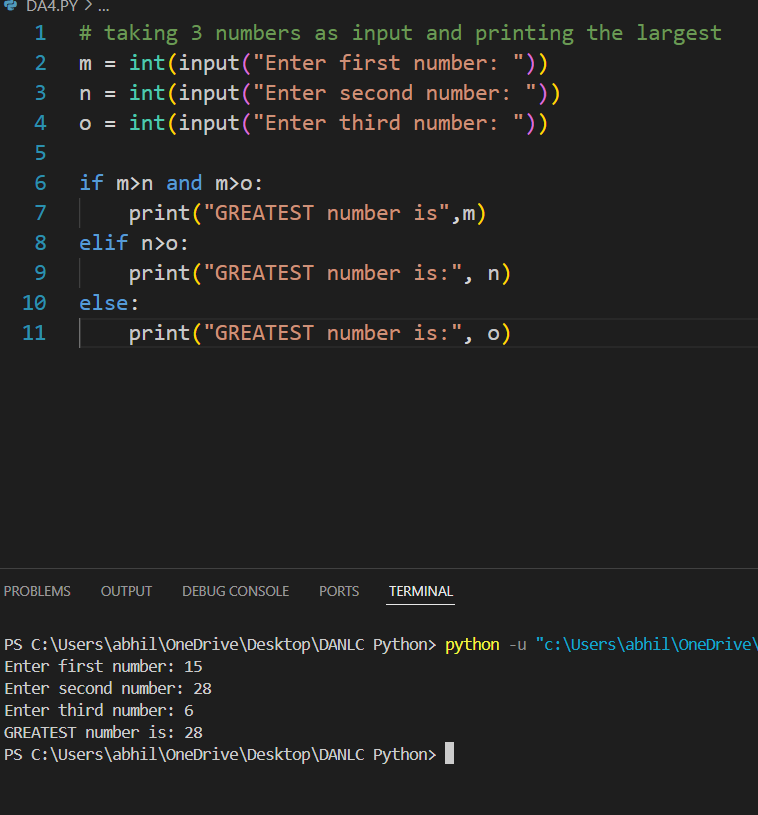 DA4.PY > ...
1 # taking 3 numbers as input and printing the largest
2 m = int(input("Enter first number: "))
3 n = int(input("Enter second number: "))
4 o = int(input("Enter third number: "))
5
6 if m>n and m>o:
7     print("GREATEST number is",m)
8 elif n>o:
9     print("GREATEST number is:", n)
10 else:
11     print("GREATEST number is:", o)
PROBLEMS OUTPUT DEBUG CONSOLE PORTS TERMINAL
PS C:\Users\abhil\OneDrive\Desktop\DANLC Python> python -u "c:\Users\abhil\OneDrive\
Enter first number: 15
Enter second number: 28
Enter third number: 6
GREATEST number is: 28
PS C:\Users\abhil\OneDrive\Desktop\DANLC Python>